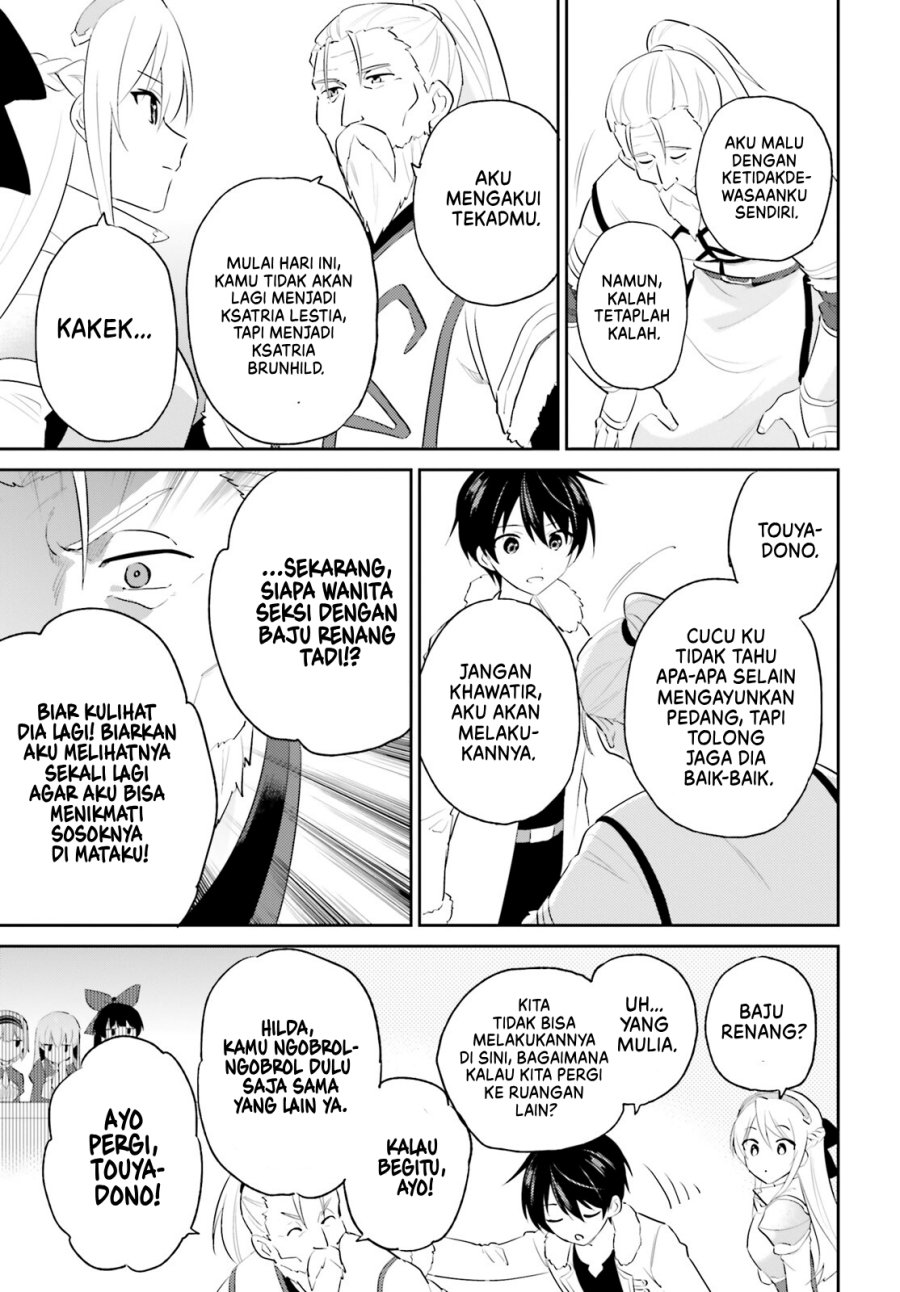 AKU MALU
DENGAN
KETIDAKDE-
WASAANKU
SENDIRI.
NAMUN,
KALAH
TETAPLAH
KALAH.
AKU
MENGAKUI
TEKADMU.
MULAI HARI INI,
KAMU TIDAK AKAN
LAGI MENJADI
KSATRIA LESTIA,
TAPI MENJADI
KSATRIA
BRUNHILD.
KAKEK...
TOUYA-
DONO.
CUCU KU
TIDAK TAHU
APA-APA SELAIN
MENGAYUNKAN
PEDANG, TAPI
TOLONG
JAGA DIA
BAIK-BAIK.
JANGAN
KHAWATIR,
AKU AKAN
MELAKU-
KANNYA.
...SEKARANG,
SIAPA WANITA
SEKSI DENGAN
BAJU RENANG
TADI!?
BIAR KULIHAT
DIA LAGI! BIARKAN
AKU MELIHATNYA
SEKALI LAGI
AGAR AKU BISA
MENIKMATI
SOSOKNYA
DI MATAKU!
BAJU
RENANG?
UH...
YANG
MULIA.
KITA
TIDAK BISA
MELAKUKANNYA
DI SINI, BAGAIMANA
KALAU KITA PERGI
KE RUANGAN
LAIN?
KALAU
BEGITU,
AYO!
HILDA,
KAMU NGOBROL-
NGOBROL DULU
SAJA SAMA
YANG LAIN YA.
AYO
PERGI,
TOUYA-
DONO!